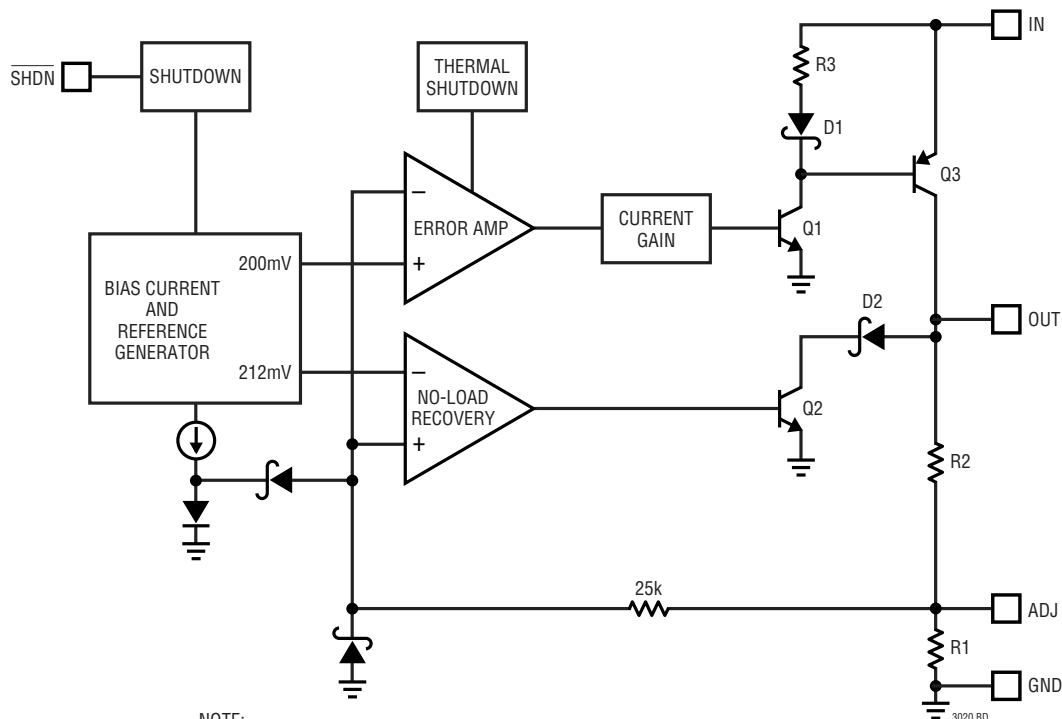 IN
R3
SHDN
SHUTDOWN
THERMAL
SHUTDOWN
D1
Q3
−
ERROR AMP
+
CURRENT
GAIN
Q1
200mV
BIAS CURRENT
AND
REFERENCE
GENERATOR
212mV
D2
OUT
−
NO-LOAD
RECOVERY
+
Q2
R2
25k
ADJ
R1
GND
NOTE:
3020 BD